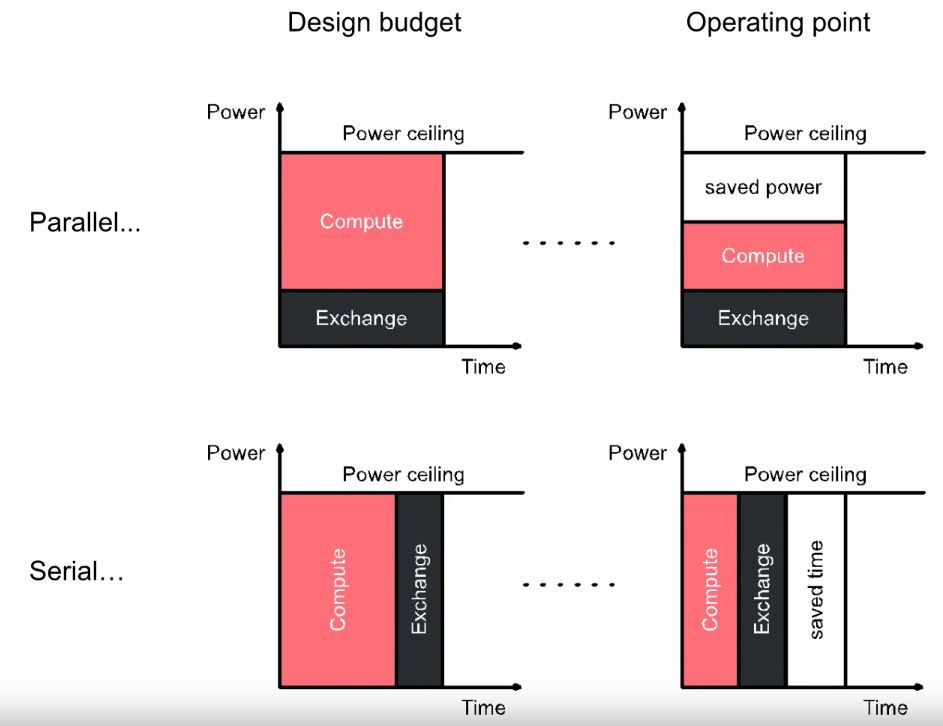 Design budget
Operating point
Power
Power ceiling
Power
Power ceiling
Parallel...
Compute
Exchange
Time
saved power
Compute
Exchange
Time
Power
Power ceiling
Power
Power ceiling
Serial...
Compute
Exchange
Time
Compute
Exchange
saved time
Time